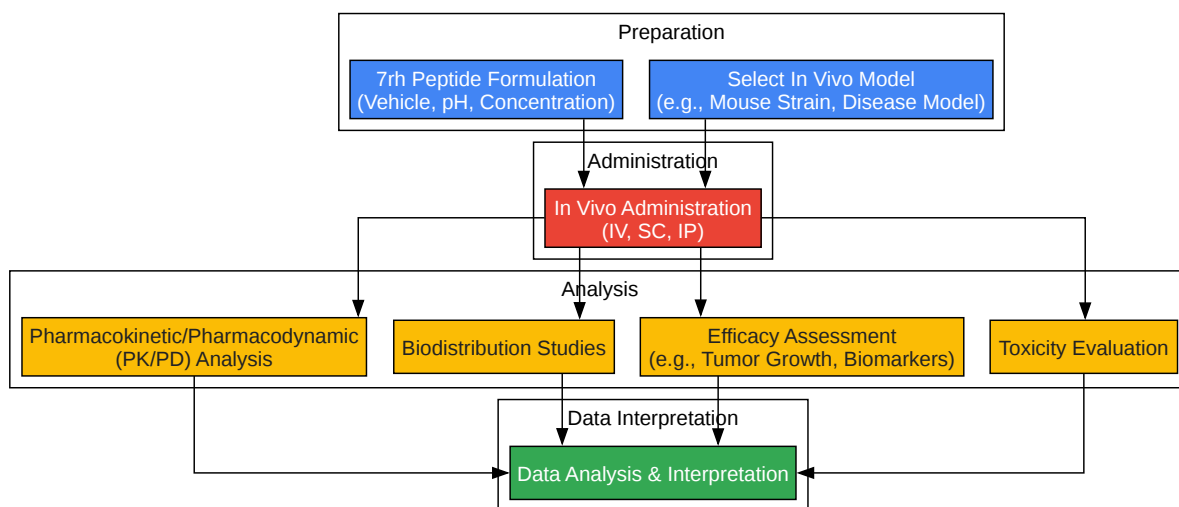 Preparation
7rh Peptide Formulation
(Vehicle, pH, Concentration)
Select In Vivo Model
(e.g., Mouse Strain, Disease Model)
Administration
In Vivo Administration
(IV, SC, IP)
Analysis
Pharmacokinetic/Pharmacodynamic
(PK/PD) Analysis
Biodistribution Studies
Efficacy Assessment
(e.g., Tumor Growth, Biomarkers)
Toxicity Evaluation
Data Interpretation
Data Analysis & Interpretation